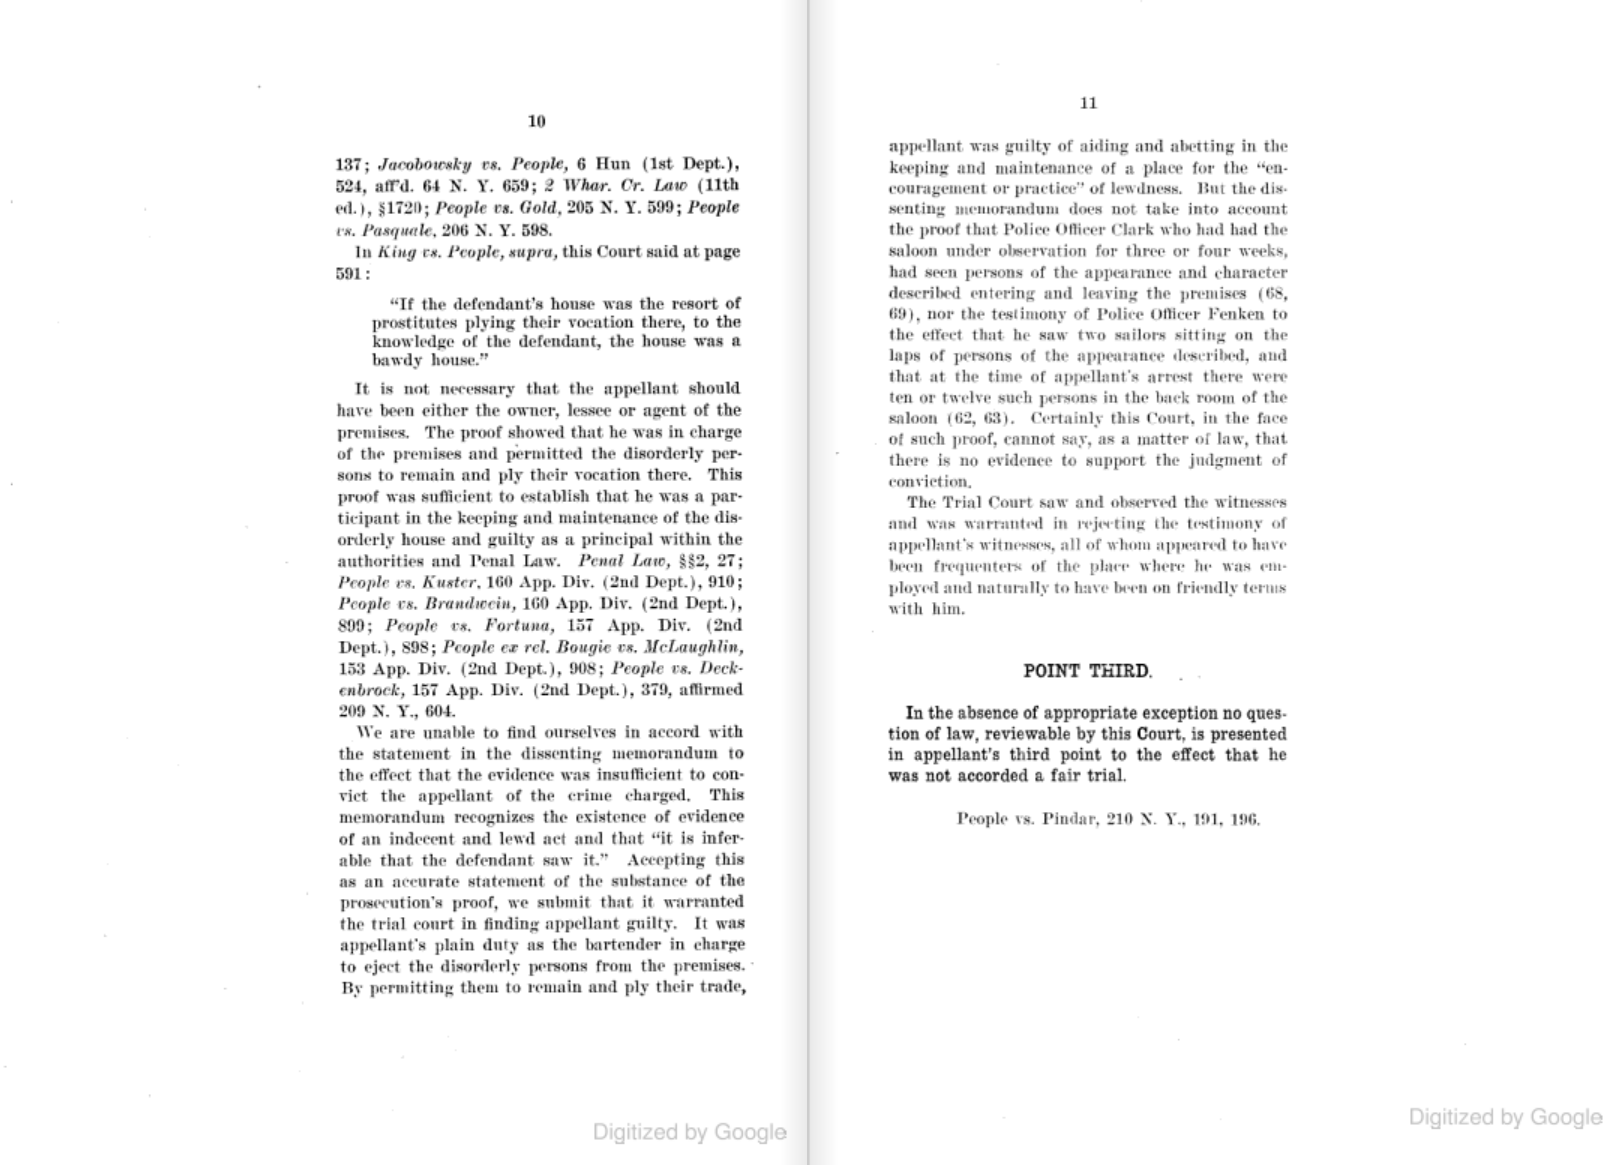 10
137; Jacobowsky vs. People, 6 Hun (1st Dept.),
524, aff'd. 64 N. Y. 659; 2 Whar. Cr. Law (11th
ed.), §1720; People vs. Gold, 205 N. Y. 599; People
vs. Pasquale, 206 N. Y. 598.
In King vs. People, supra, this Court said at page
591:
"If the defendant's house was the resort of
prostitutes plying their vocation there, to the
knowledge of the defendant, the house was a
bawdy house."
It is not necessary that the appellant should
have been either the owner, lessee or agent of the
premises. The proof showed that he was in charge
of the premises and permitted the disorderly per-
sons to remain and ply their vocation there. This
proof was sufficient to establish that he was a par-
ticipant in the keeping and maintenance of the dis-
orderly house and guilty as a principal within the
authorities and Penal Law. Penal Law, §§2, 27;
People vs. Kuster, 160 App. Div. (2nd Dept.), 910;
People vs. Brandwein, 160 App. Div. (2nd Dept.),
899; People vs. Fortuna, 157 App. Div. (2nd
Dept.), 898; People ex rel. Bougie vs. McLaughlin,
153 App. Div. (2nd Dept.), 908; People vs. Deck-
enbrock, 157 App. Div. (2nd Dept.), 379, affirmed
209 N. Y., 604.
We are unable to find ourselves in accord with
the statement in the dissenting memorandum to
the effect that the evidence was insufficient to con-
vict the appellant of the crime charged. This
memorandum recognizes the existence of evidence
of an indecent and lewd act and that "it is infer-
able that the defendant saw it." Accepting this
as an accurate statement of the substance of the
prosecution's proof, we submit that it warranted
the trial court in finding appellant guilty. It was
appellant's plain duty as the bartender in charge
to eject the disorderly persons from the premises.
By permitting them to remain and ply their trade,
Digitized by Google
11
appellant was guilty of aiding and abetting in the
keeping and maintenance of a place for the "en-
couragement or practice" of lewdness. But the dis-
senting memorandum does not take into account
the proof that Police Officer Clark who had had the
saloon under observation for three or four weeks,
had seen persons of the appearance and character
described entering and leaving the premises (68,
69), nor the testimony of Police Officer Fenken to
the effect that he saw two sailors sitting on the
laps of persons of the appearance described, and
that at the time of appellant's arrest there were
ten or twelve such persons in the back room of the
saloon (62, 63). Certainly this Court, in the face
of such proof, cannot say, as a matter of law, that
there is no evidence to support the judgment of
conviction.
The Trial Court saw and observed the witnesses
and was warranted in rejecting the testimony of
appellant's witnesses, all of whom appeared to have
been frequenters of the place where he was em-
ployed and naturally to have been on friendly terms
with him.
POINT THIRD.
In the absence of appropriate exception no ques-
tion of law, reviewable by this Court, is presented
in appellant's third point to the effect that he
was not accorded a fair trial.
People vs. Pindar, 210 N. Y., 191, 196.
Digitized by Google